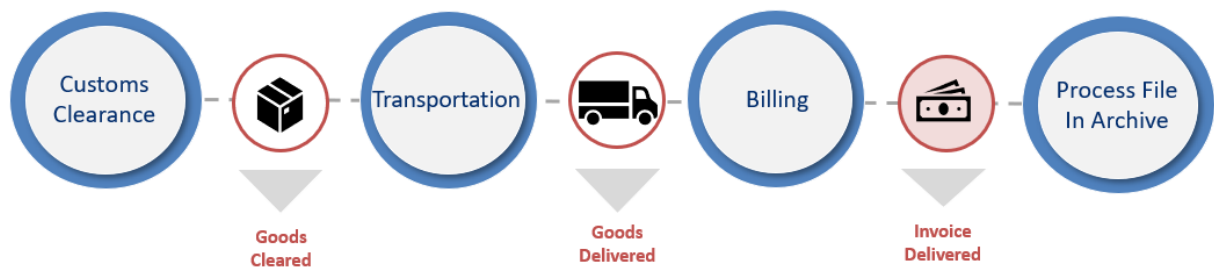 Customs
Clearance
Transportation
Billing
Process File
In Archive
Goods
Cleared
Goods
Delivered
Invoice
Delivered